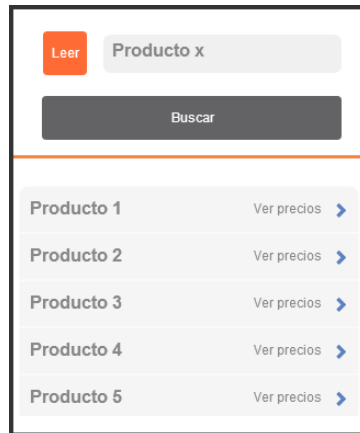 Leer Producto x
Buscar
Producto 1 Ver precios
Producto 2 Ver precios
Producto 3 Ver precios
Producto 4 Ver precios
Producto 5 Ver precios